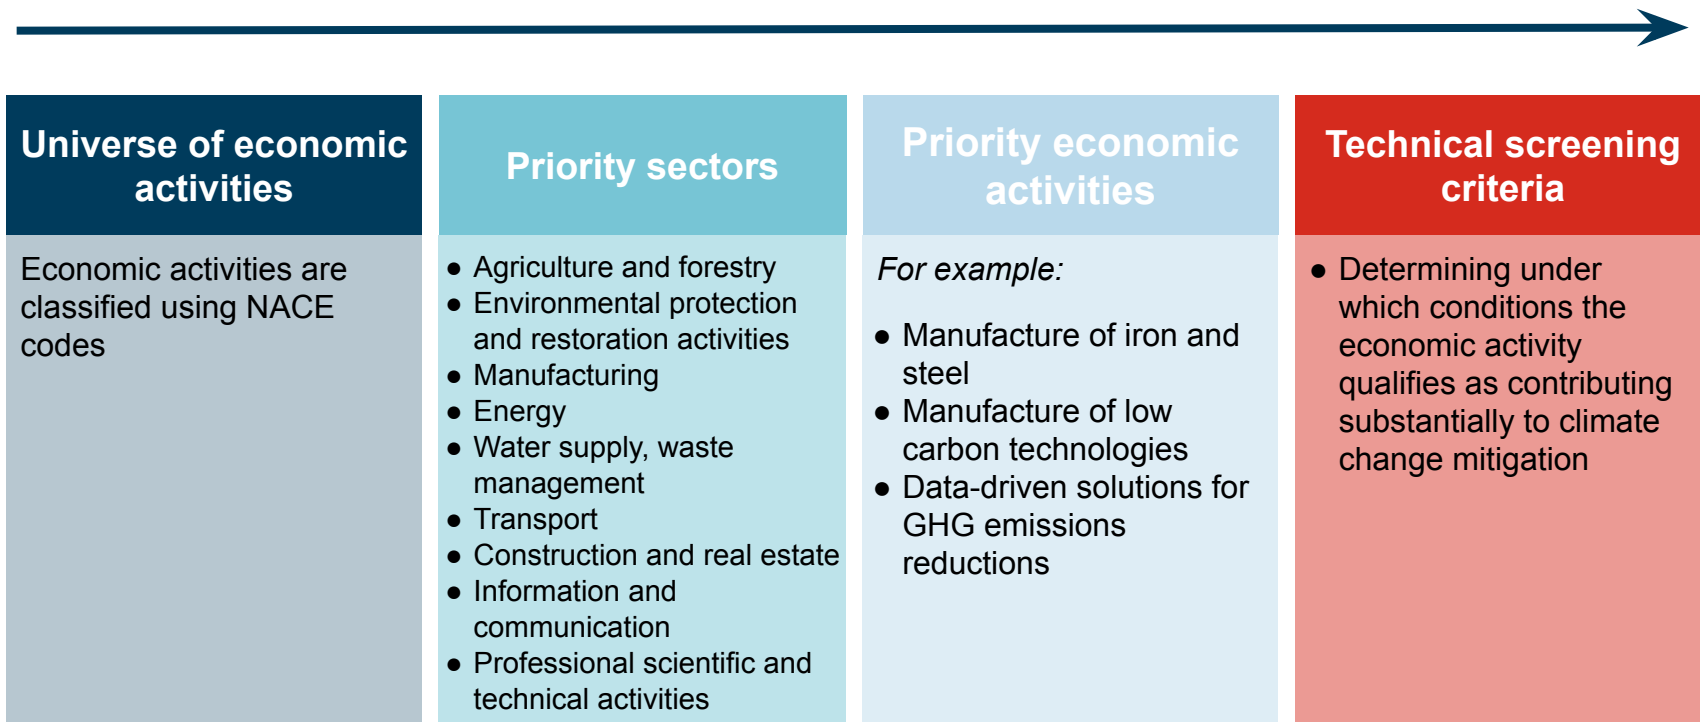 Universe of economic
activities
Economic activities are
classified using NACE
codes
Priority sectors
● Agriculture and forestry
● Environmental protection
and restoration activities
● Manufacturing
● Energy
● Water supply, waste
management
● Transport
● Construction and real estate
● Information and
communication
● Professional scientific and
technical activities
Priority economic
activities
For example:
● Manufacture of iron and
steel
● Manufacture of low
carbon technologies
● Data-driven solutions for
GHG emissions
reductions
Technical screening
criteria
● Determining under
which conditions the
economic activity
qualifies as contributing
substantially to climate
change mitigation